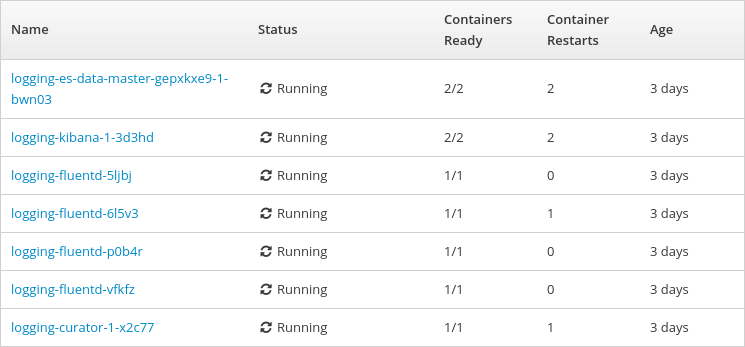 Name Status Containers Ready Container Restarts Age
logging-es-data-master-gepxkxe9-1-bwn03 Running 2/2 2 3 days
logging-kibana-1-3d3hd Running 2/2 2 3 days
logging-fluentd-5ljbj Running 1/1 0 3 days
logging-fluentd-6l5v3 Running 1/1 1 3 days
logging-fluentd-p0b4r Running 1/1 0 3 days
logging-fluentd-vfkfz Running 1/1 0 3 days
logging-curator-1-x2c77 Running 1/1 1 3 days